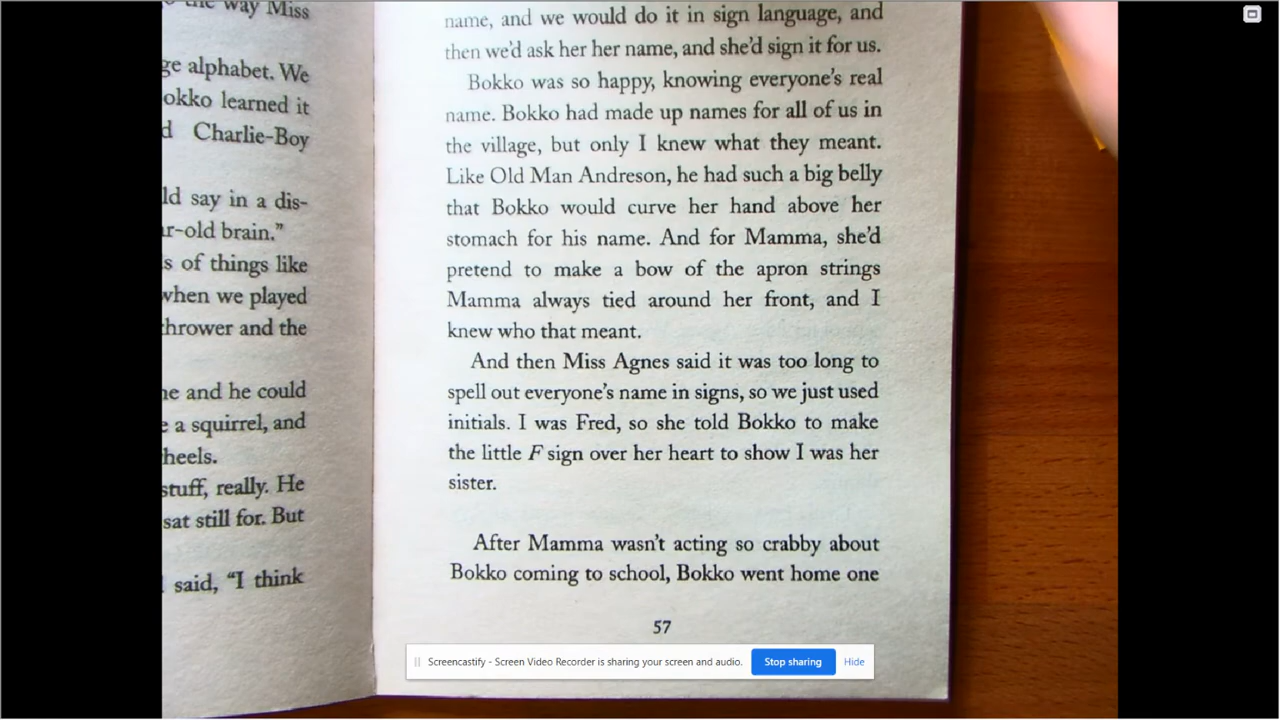 the way Miss
ge alphabet. We
okko learned it
d Charlie-Boy
ld say in a dis-
r-old brain.”
s of things like
when we played
thrower and the
ne and he could
e a squirrel, and
heels.
stuff, really. He
sat still for. But
said, “I think
name, and we would do it in sign language, and
then we’d ask her her name, and she’d sign it for us.
Bokko was so happy, knowing everyone’s real
name. Bokko had made up names for all of us in
the village, but only I knew what they meant.
Like Old Man Andreson, he had such a big belly
that Bokko would curve her hand above her
stomach for his name. And for Mamma, she’d
pretend to make a bow of the apron strings
Mamma always tied around her front, and I
knew who that meant.
And then Miss Agnes said it was too long to
spell out everyone’s name in signs, so we just used
initials. I was Fred, so she told Bokko to make
the little F sign over her heart to show I was her
sister.
After Mamma wasn’t acting so crabby about
Bokko coming to school, Bokko went home one
57
Screencastify - Screen Video Recorder is sharing your screen and audio. Stop sharing Hide